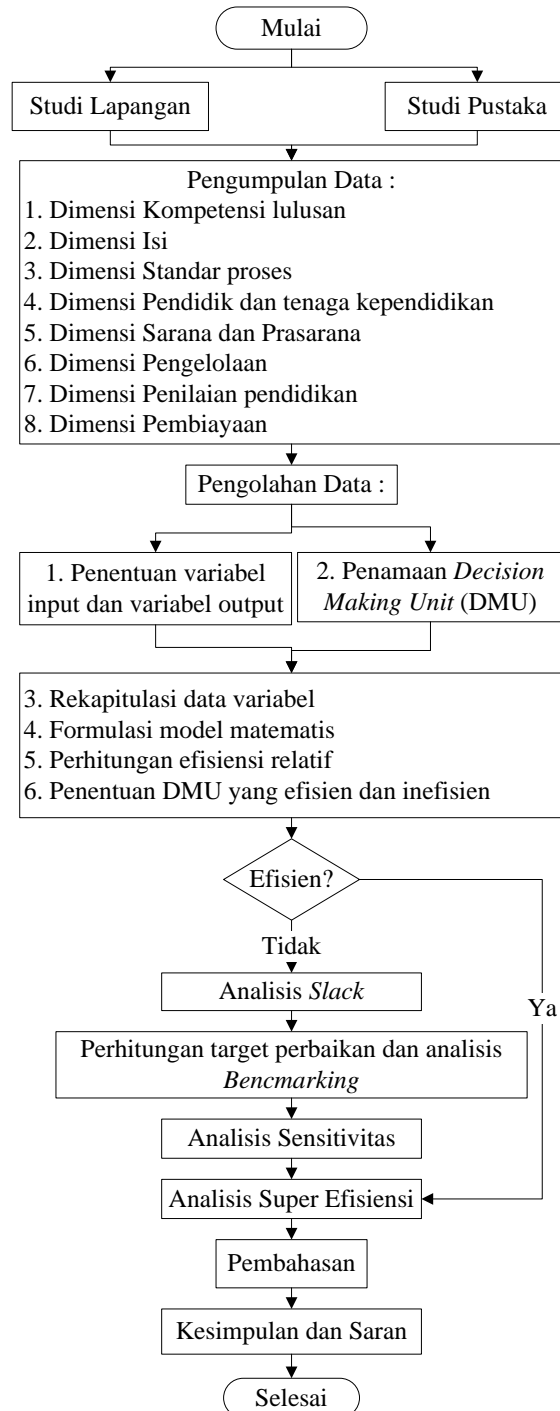 Mulai
Studi Lapangan
Studi Pustaka
Pengumpulan Data :
1. Dimensi Kompetensi lulusan
2. Dimensi Isi
3. Dimensi Standar proses
4. Dimensi Pendidik dan tenaga kependidikan
5. Dimensi Sarana dan Prasarana
6. Dimensi Pengelolaan
7. Dimensi Penilaian pendidikan
8. Dimensi Pembiayaan
Pengolahan Data :
1. Penentuan variabel
input dan variabel output
2. Penamaan Decision
Making Unit (DMU)
3. Rekapitulasi data variabel
4. Formulasi model matematis
5. Perhitungan efisiensi relatif
6. Penentuan DMU yang efisien dan inefisien
Efisien?
Tidak
Analisis Slack
Ya
Perhitungan target perbaikan dan analisis
Bencmarking
Analisis Sensitivitas
Analisis Super Efisiensi
Pembahasan
Kesimpulan dan Saran
Selesai